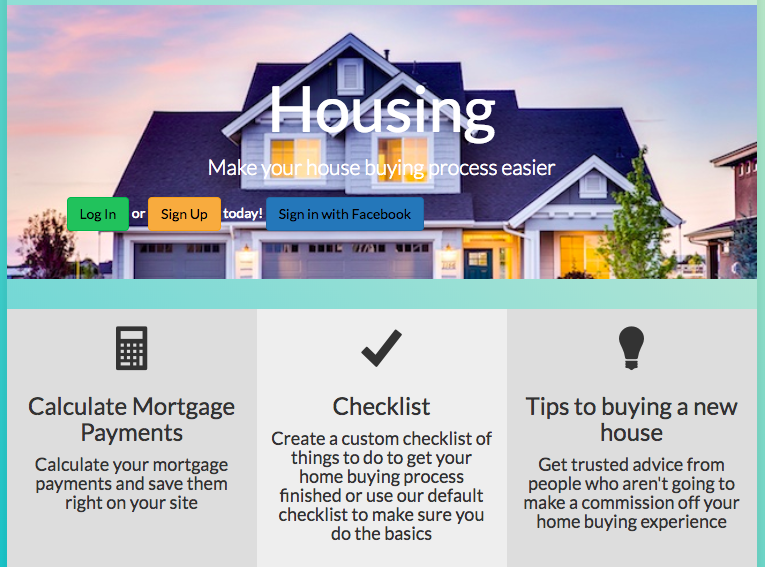 Housing
Make your house buying process easier
Log In or Sign Up today! Sign in with Facebook
Calculate Mortgage
Payments
Calculate your mortgage
payments and save them
right on your site
Checklist
Create a custom checklist of
things to do to get your
home buying process
finished or use our default
checklist to make sure you
do the basics
Tips to buying a new
house
Get trusted advice from
people who aren't going to
make a commission off your
home buying experience